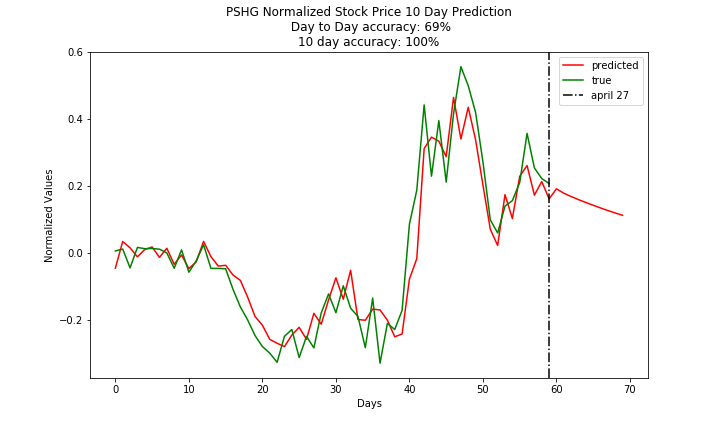 PSHG Normalized Stock Price 10 Day Prediction
Day to Day accuracy: 69%
10 day accuracy: 100%
predicted
true
april 27
Normalized Values
0.6
0.4
0.2
0.0
−0.2
0 10 20 30 40 50 60 70
Days